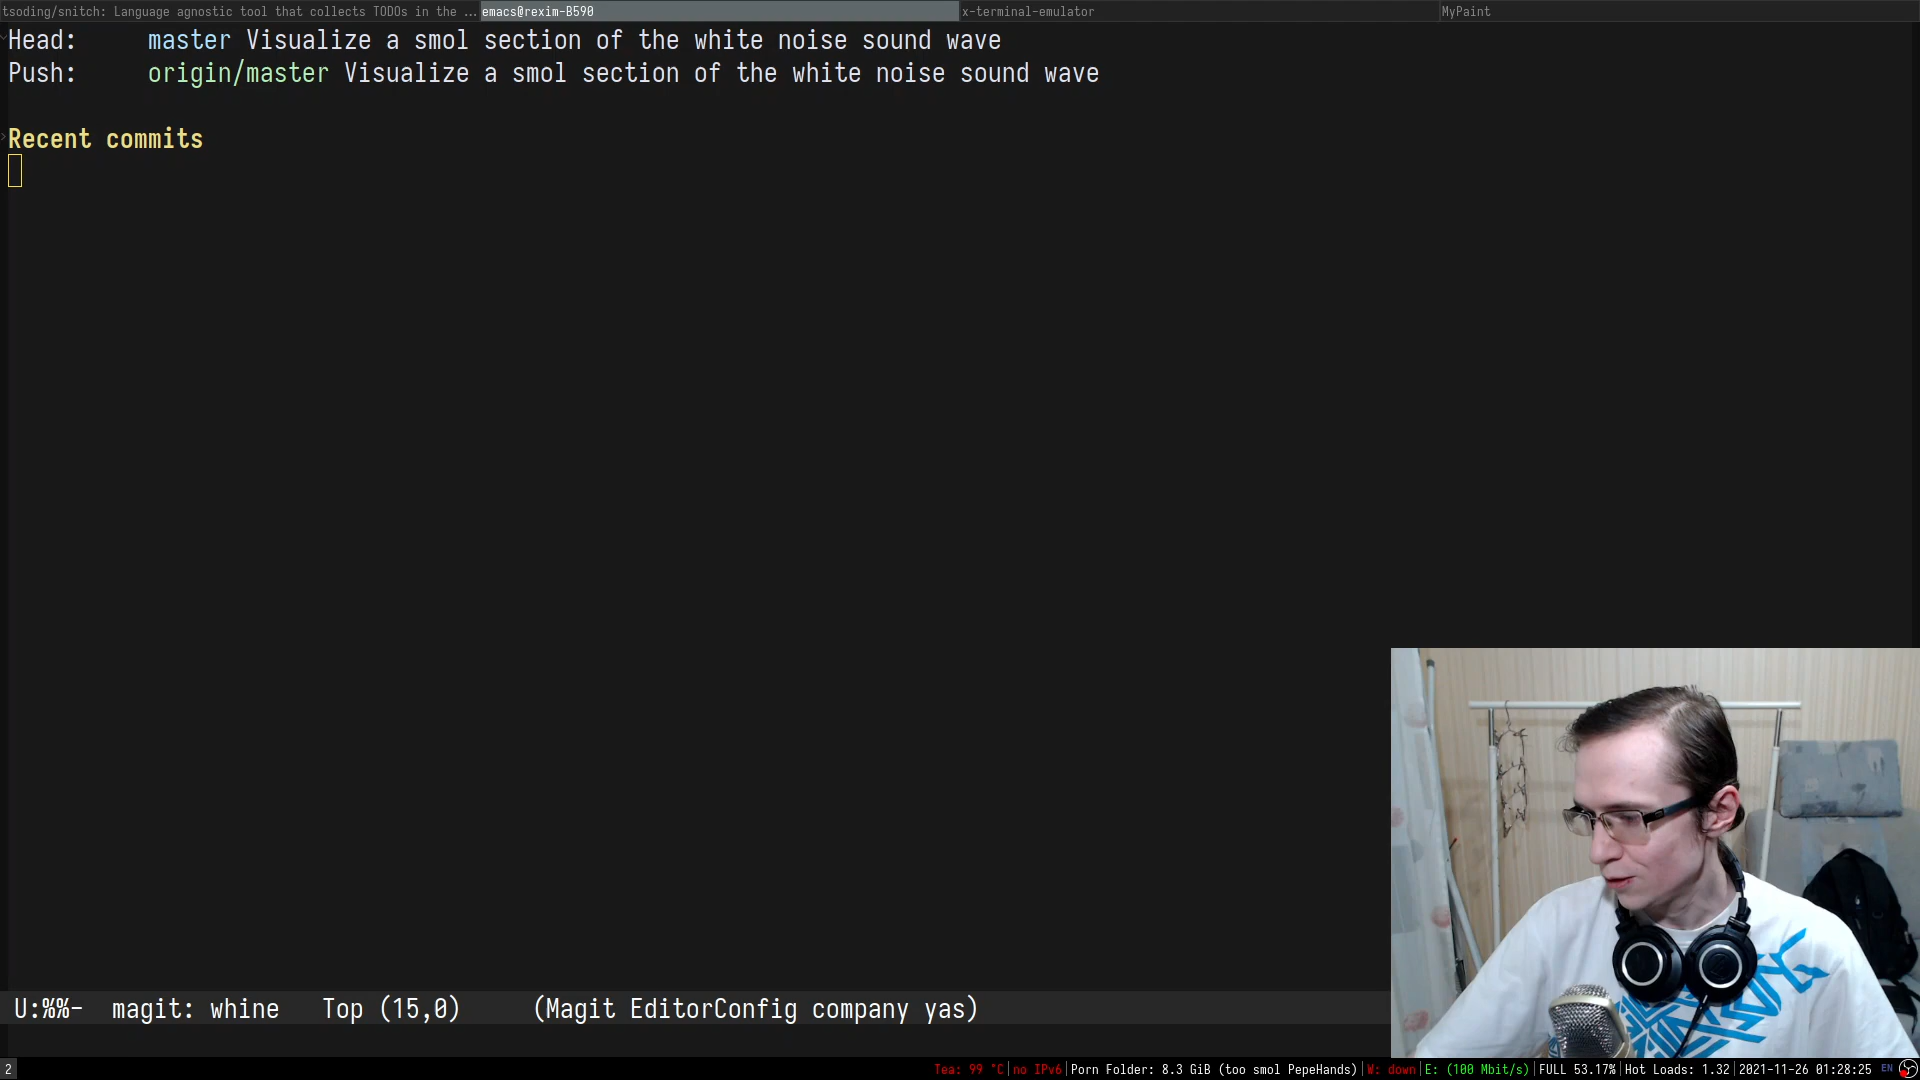 tsoding/snitch: Language agnostic tool that collects TODOs in the ...
emacs@rexim-B590
x-terminal-emulator
MyPaint
Head: master Visualize a smol section of the white noise sound wave
Push: origin/master Visualize a smol section of the white noise sound wave
Recent commits
U:%%- magit: whine Top (15,0) (Magit EditorConfig company yas)
2
Tea: 99 °C|no IPv6|Porn Folder: 8.3 GiB (too smol PepeHands)|W: down|E: (100 Mbit/s)|FULL 53.17%|Hot Loads: 1.32|2021-11-26 01:28:25 EN